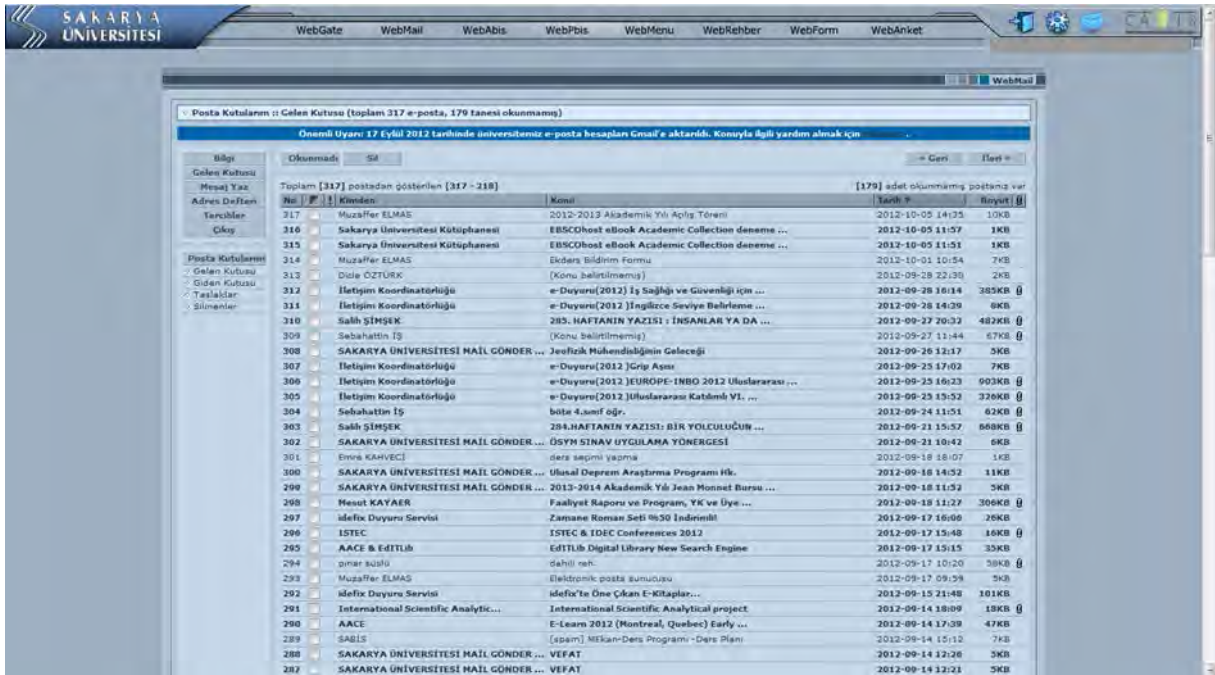 SAKARYA
ÜNİVERSİTESİ
WebGate WebMail WebAbis WebPbis WebMenu WebRehber WebForm WebAnket
WebMail
Posta Kutularım :: Gelen Kutusu (toplam 317 e-posta, 179 tanesi okunmamış)
Önemli Uyarı: 17 Eylül 2012 tarihinde üniversitemiz e-posta hesapları Gmail'e aktarıldı. Konuyla ilgili yardım almak için
Bilgi
Gelen Kutusu
Mesaj Yaz
Adres Defteri
Tercihler
Çıkış
Posta Kutularım
Gelen Kutusu
Giden Kutusu
Taslaklar
Silinenler
Okunmadı Sil « Geri İleri »
Toplam [317] postadan gösterilen [317 - 218] [179] adet okunmamış postanız var
No ! Kimden Konu Tarih Boyut
317 Muzaffer ELMAS 2012-2013 Akademik Yılı Açılış Töreni 2012-10-05 14:35 10KB
316 Sakarya Üniversitesi Kütüphanesi EBSCOhost eBook Academic Collection deneme ... 2012-10-05 11:57 1KB
315 Sakarya Üniversitesi Kütüphanesi EBSCOhost eBook Academic Collection deneme ... 2012-10-05 11:51 1KB
314 Muzaffer ELMAS Ekders Bildirim Formu 2012-10-01 10:54 7KB
313 Dide ÖZTÜRK (Konu belirtilmemiş) 2012-09-28 22:30 2KB
312 İletişim Koordinatörlüğü e-Duyuru(2012) İş Sağlığı ve Güvenliği için ... 2012-09-28 16:14 385KB
311 İletişim Koordinatörlüğü e-Duyuru(2012 )İngilizce Seviye Belirleme ... 2012-09-28 14:39 8KB
310 Salih ŞİMŞEK 285. HAFTANIN YAZISI : İNSANLAR YA DA ... 2012-09-27 20:32 482KB
309 Sebahattin İŞ (Konu belirtilmemiş) 2012-09-27 11:44 67KB
308 SAKARYA ÜNİVERSİTESİ MAİL GÖNDER ... Jeofizik Mühendisliğinin Geleceği 2012-09-26 12:17 5KB
307 İletişim Koordinatörlüğü e-Duyuru(2012 )Grip Aşısı 2012-09-25 17:02 7KB
306 İletişim Koordinatörlüğü e-Duyuru(2012 )EUROPE-INBO 2012 Uluslararası ... 2012-09-25 16:23 903KB
305 İletişim Koordinatörlüğü e-Duyuru(2012 )Uluslararası Katılımlı VI. ... 2012-09-25 15:52 326KB
304 Sebahattin İŞ böte 4.sınıf öğr. 2012-09-24 11:51 62KB
303 Salih ŞİMŞEK 284.HAFTANIN YAZISI: BİR YOLCULUĞUN ... 2012-09-21 15:57 668KB
302 SAKARYA ÜNİVERSİTESİ MAİL GÖNDER ... ÖSYM SINAV UYGULAMA YÖNERGESİ 2012-09-21 10:42 6KB
301 Emre KAHVECİ ders seçimi yapma 2012-09-18 18:07 1KB
300 SAKARYA ÜNİVERSİTESİ MAİL GÖNDER ... Ulusal Deprem Araştırma Programı Hk. 2012-09-18 14:52 11KB
299 SAKARYA ÜNİVERSİTESİ MAİL GÖNDER ... 2013-2014 Akademik Yılı Jean Monnet Bursu ... 2012-09-18 11:52 5KB
298 Mesut KAYAER Faaliyet Raporu ve Program, YK ve Üye ... 2012-09-18 11:27 306KB
297 idefix Duyuru Servisi Zamane Roman Seti %50 İndirimli! 2012-09-17 16:06 26KB
296 ISTEC ISTEC & IDEC Conferences 2012 2012-09-17 15:48 16KB
295 AACE & EdITLib EdITLib Digital Library New Search Engine 2012-09-17 15:15 35KB
294 pınar süslü dahili reh. 2012-09-17 10:20 58KB
293 Muzaffer ELMAS Elektronik posta sunucusu 2012-09-17 09:59 5KB
292 idefix Duyuru Servisi idefix'te Öne Çıkan E-Kitaplar... 2012-09-15 21:48 101KB
291 International Scientific Analytic... International Scientific Analytical project 2012-09-14 18:09 18KB
290 AACE E-Learn 2012 (Montreal, Quebec) Early ... 2012-09-14 17:39 47KB
289 SABİS [spam] MEkan-Ders Programı -Ders Planı 2012-09-14 15:12 7KB
288 SAKARYA ÜNİVERSİTESİ MAİL GÖNDER ... VEFAT 2012-09-14 12:26 5KB
287 SAKARYA ÜNİVERSİTESİ MAİL GÖNDER ... VEFAT 2012-09-14 12:21 5KB